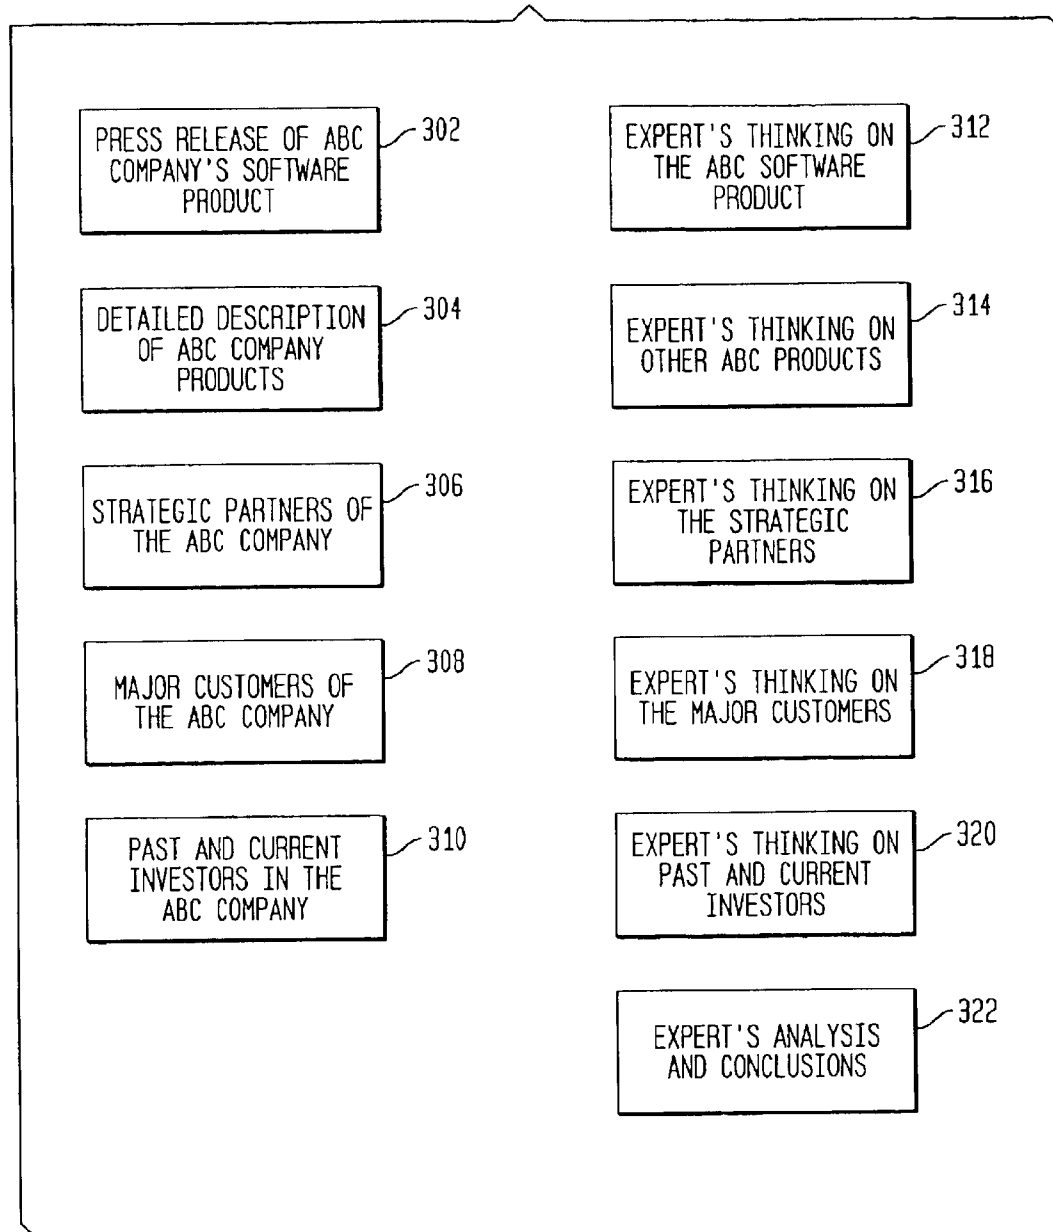 PRESS RELEASE OF ABC
COMPANY'S SOFTWARE
PRODUCT
302
DETAILED DESCRIPTION
OF ABC COMPANY
PRODUCTS
304
STRATEGIC PARTNERS OF
THE ABC COMPANY
306
MAJOR CUSTOMERS OF
THE ABC COMPANY
308
PAST AND CURRENT
INVESTORS IN THE
ABC COMPANY
310
EXPERT'S THINKING ON
THE ABC SOFTWARE
PRODUCT
312
EXPERT'S THINKING ON
OTHER ABC PRODUCTS
314
EXPERT'S THINKING ON
THE STRATEGIC
PARTNERS
316
EXPERT'S THINKING ON
THE MAJOR CUSTOMERS
318
EXPERT'S THINKING ON
PAST AND CURRENT
INVESTORS
320
EXPERT'S ANALYSIS
AND CONCLUSIONS
322